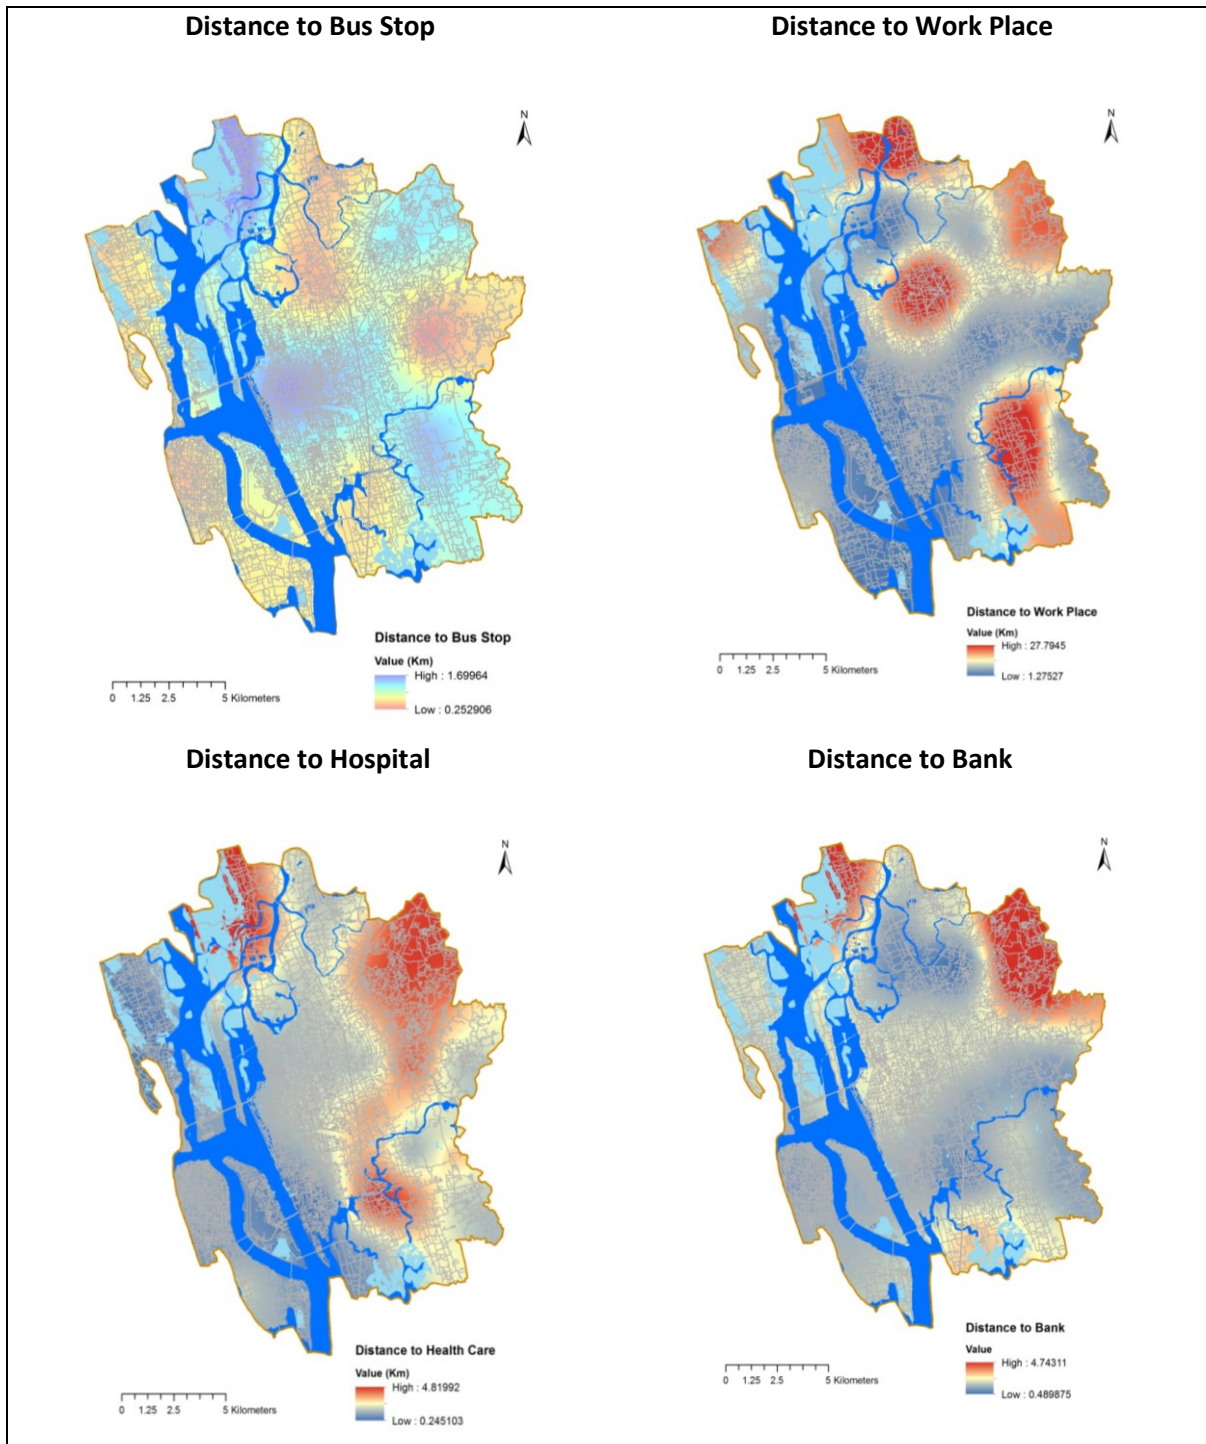 Distance to Bus Stop
Distance to Work Place
N
N
Distance to Bus Stop
Value (Km)
High : 1.69964
Low : 0.252906
0 1.25 2.5 5 Kilometers
Distance to Work Place
Value (Km)
High : 27.7945
Low : 1.27527
0 1.25 2.5 5 Kilometers
Distance to Hospital
Distance to Bank
N
N
Distance to Health Care
Value (Km)
High : 4.81992
Low : 0.245103
0 1.25 2.5 5 Kilometers
Distance to Bank
Value
High : 4.74311
Low : 0.489875
0 1.25 2.5 5 Kilometers